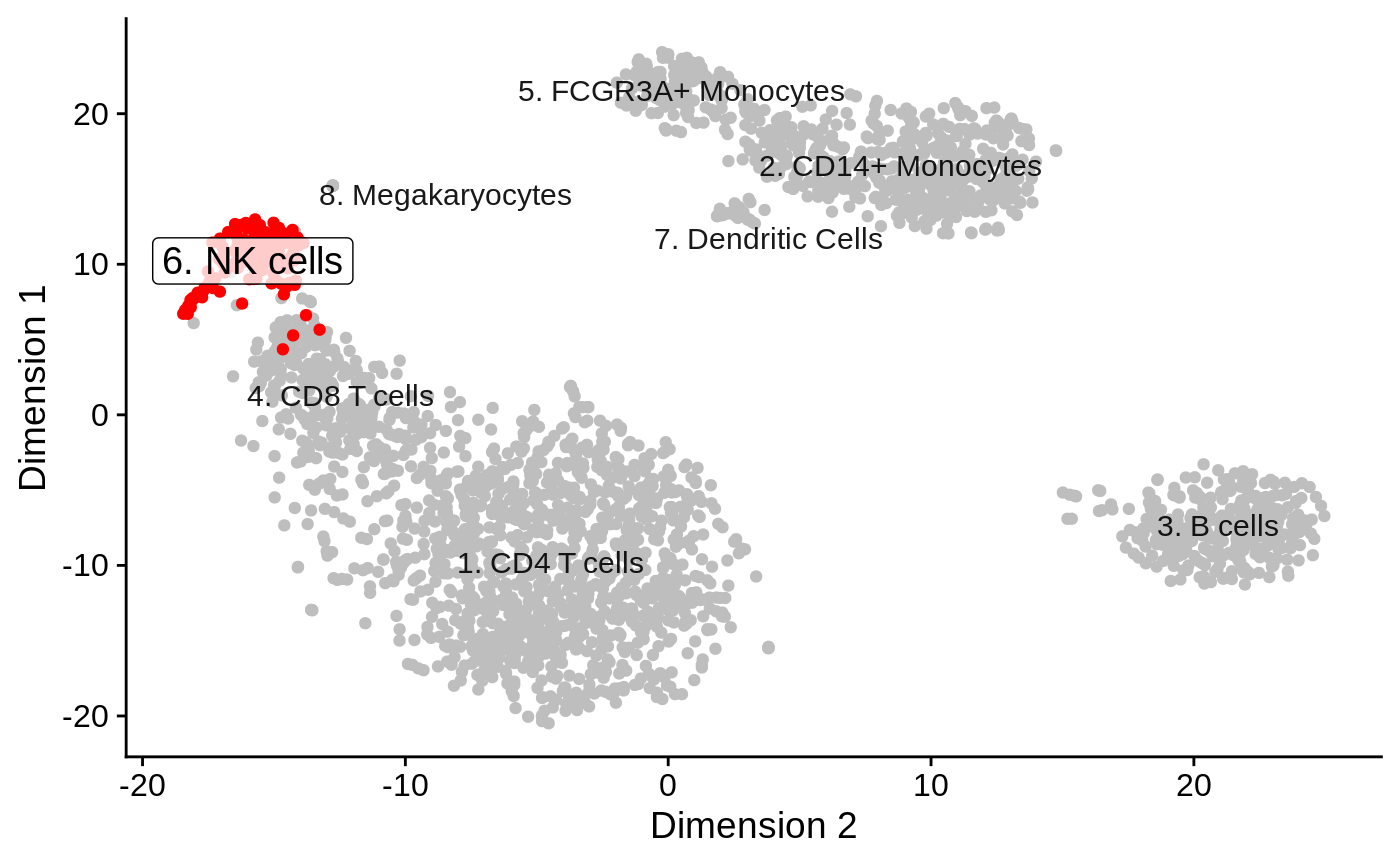 20
10
0
-10
-20
Dimension 1
5. FCGR3A+ Monocytes
2. CD14+ Monocytes
8. Megakaryocytes
7. Dendritic Cells
6. NK cells
4. CD8 T cells
3. B cells
1. CD4 T cells
-20
-10
0
10
20
Dimension 2